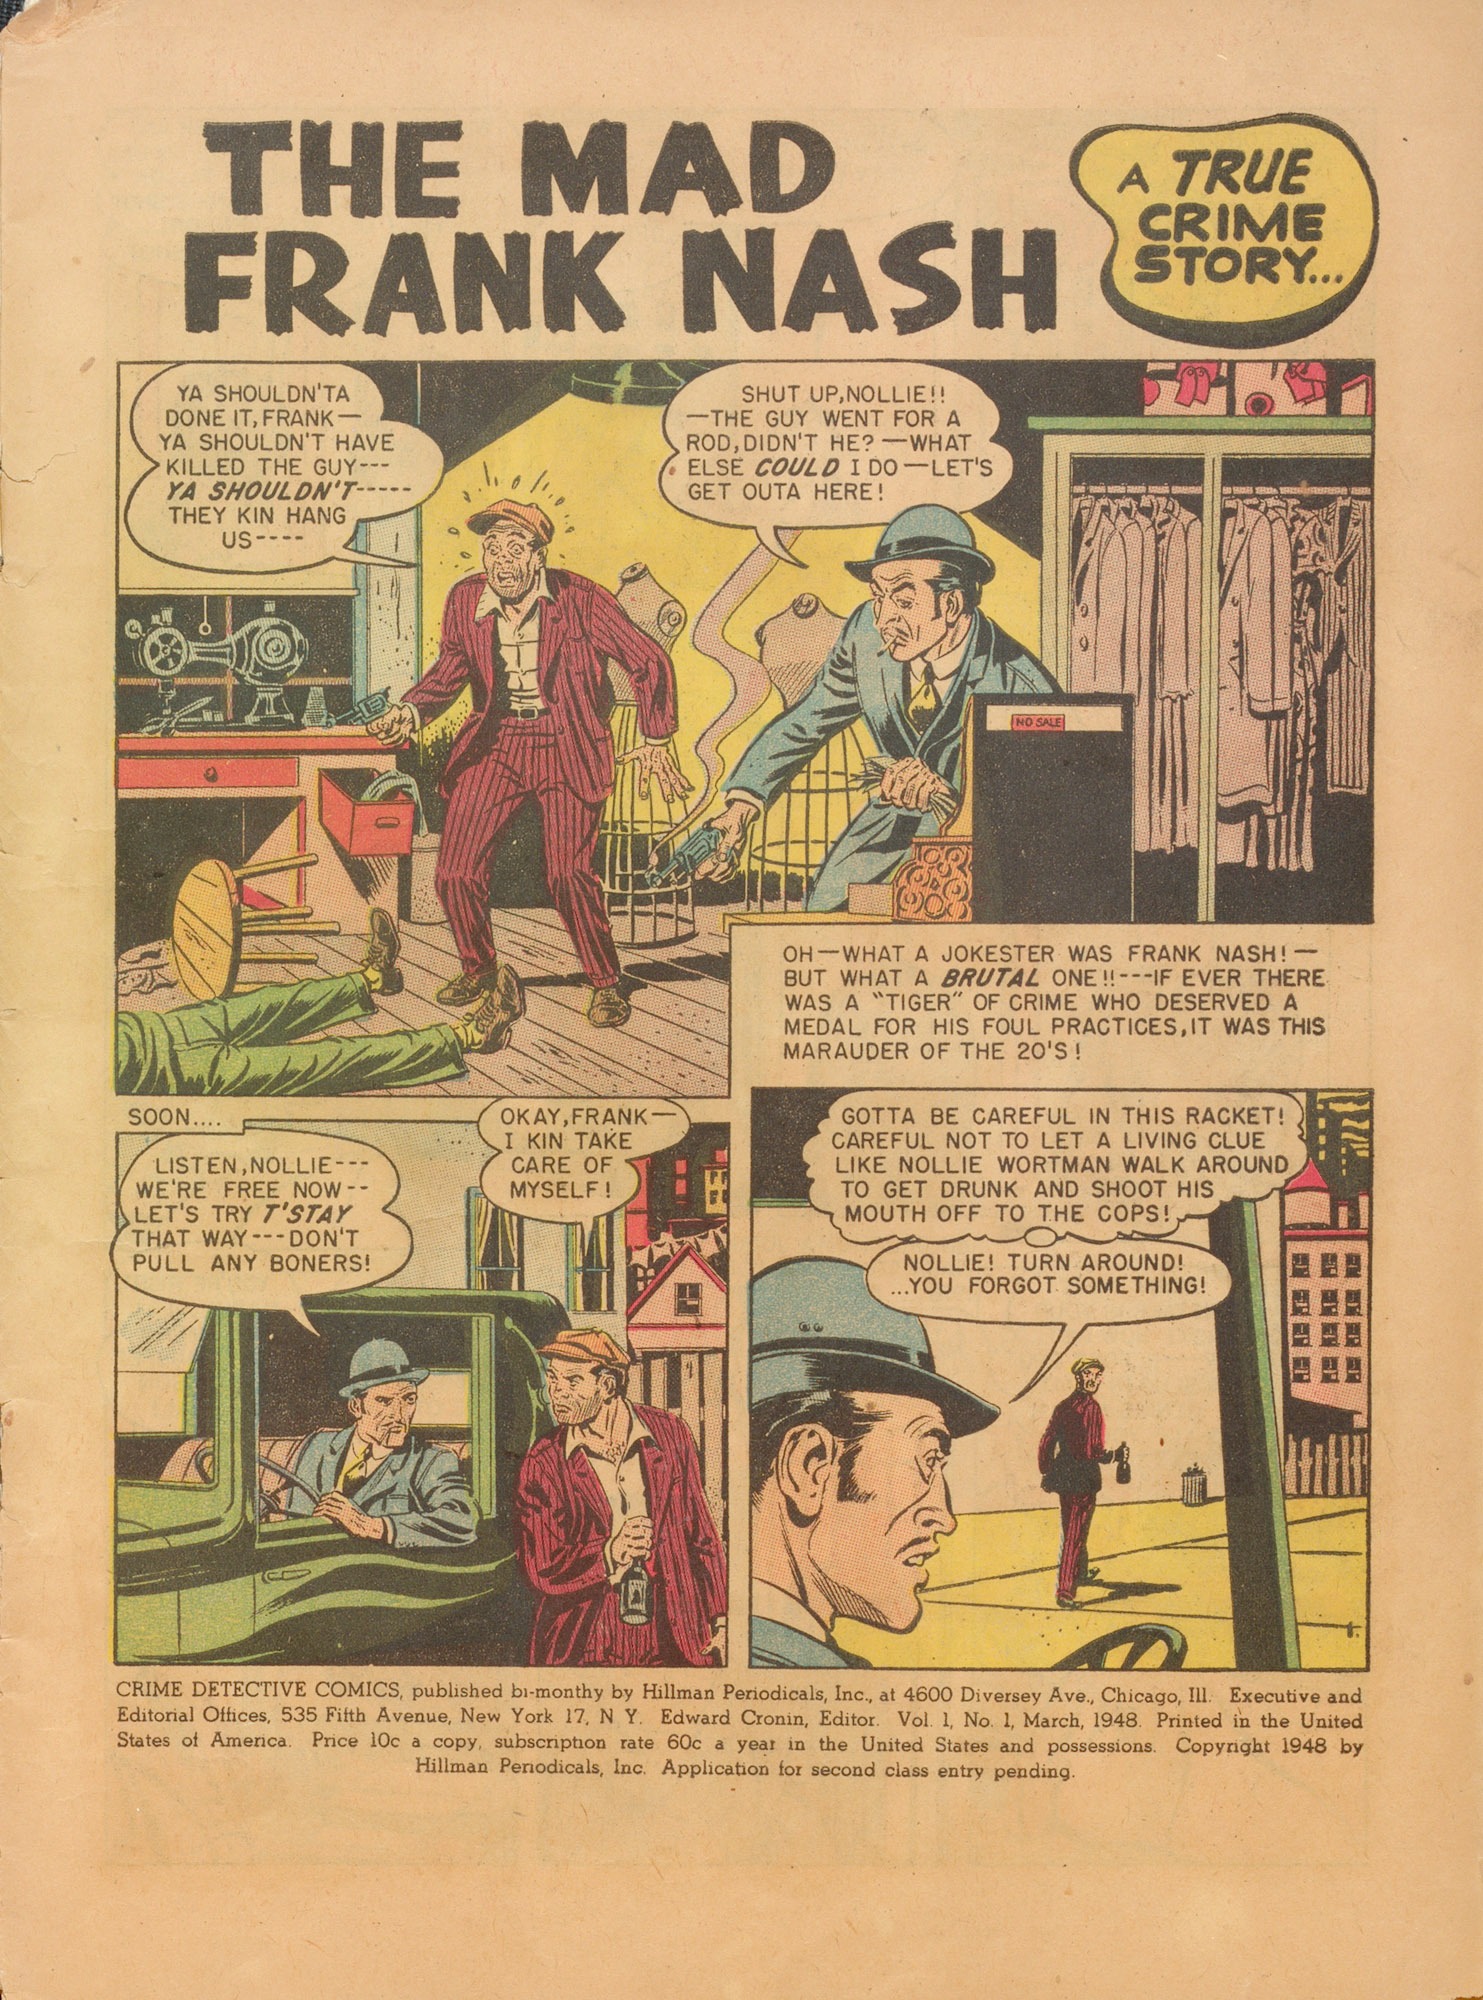 THE MAD
FRANK NASH
A TRUE
CRIME
STORY...
YA SHOULDN'TA
DONE IT, FRANK—
YA SHOULDN'T HAVE
KILLED THE GUY---
YA SHOULDN'T-----
THEY KIN HANG
US----
SHUT UP, NOLLIE!!
—THE GUY WENT FOR A
ROD, DIDN'T HE? —WHAT
ELSE COULD I DO—LET'S
GET OUTA HERE!
NO SALE
OH—WHAT A JOKESTER WAS FRANK NASH!—
BUT WHAT A BRUTAL ONE!!---IF EVER THERE
WAS A "TIGER" OF CRIME WHO DESERVED A
MEDAL FOR HIS FOUL PRACTICES, IT WAS THIS
MARAUDER OF THE 20'S!
SOON....
LISTEN, NOLLIE---
WE'RE FREE NOW--
LET'S TRY T'STAY
THAT WAY---DON'T
PULL ANY BONERS!
OKAY, FRANK—
I KIN TAKE
CARE OF
MYSELF!
GOTTA BE CAREFUL IN THIS RACKET!
CAREFUL NOT TO LET A LIVING CLUE
LIKE NOLLIE WORTMAN WALK AROUND
TO GET DRUNK AND SHOOT HIS
MOUTH OFF TO THE COPS!
NOLLIE! TURN AROUND!
...YOU FORGOT SOMETHING!
CRIME DETECTIVE COMICS, published bi-monthy by Hillman Periodicals, Inc., at 4600 Diversey Ave., Chicago, Ill. Executive and
Editorial Offices, 535 Fifth Avenue, New York 17, N Y. Edward Cronin, Editor. Vol. 1, No. 1, March, 1948. Printed in the United
States of America. Price 10c a copy, subscription rate 60c a year in the United States and possessions. Copyright 1948 by
Hillman Periodicals, Inc. Application for second class entry pending.